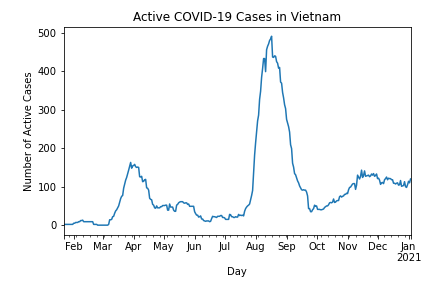 Active COVID-19 Cases in Vietnam
500
400
300
200
100
0
Number of Active Cases
Feb Mar Apr May Jun Jul Aug Sep Oct Nov Dec Jan
2021
Day